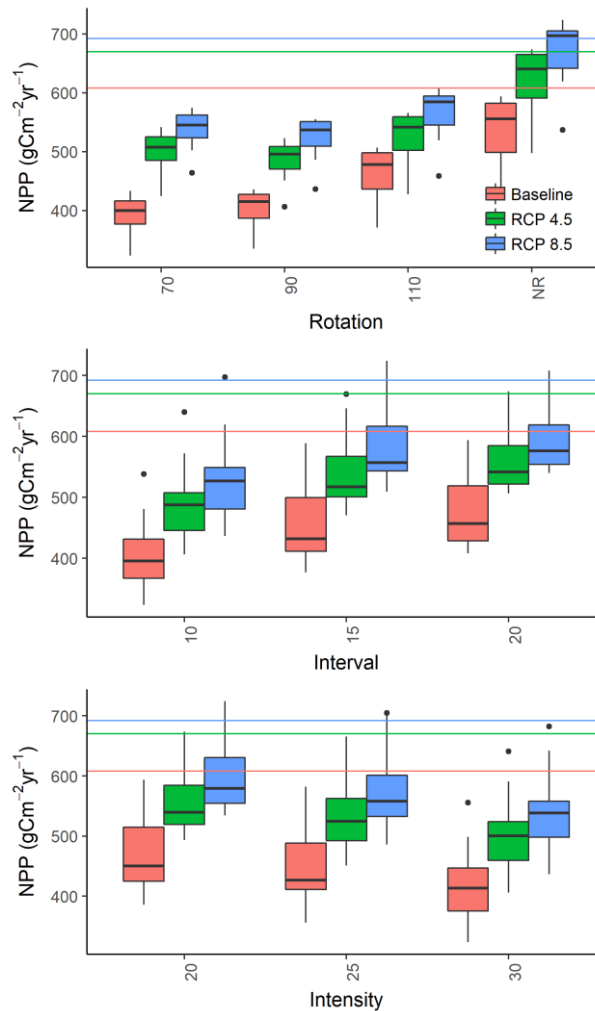 700
600
500
400
NPP (gCm⁻²yr⁻¹)
Baseline
RCP 4.5
RCP 8.5
70
90
110
NR
Rotation
700
600
500
400
NPP (gCm⁻²yr⁻¹)
10
15
20
Interval
700
600
500
400
NPP (gCm⁻²yr⁻¹)
20
25
30
Intensity